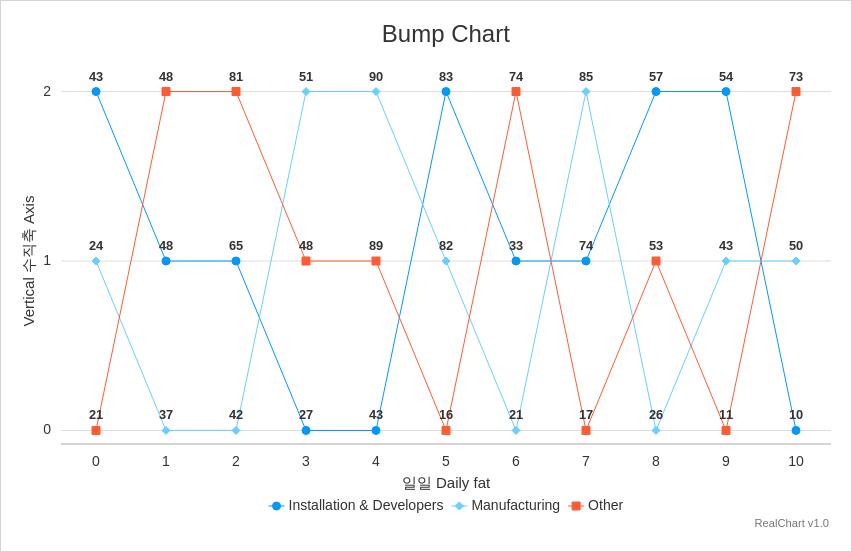 Bump Chart
43 48 81 51 90 83 74 85 57 54 73
2
24 48 65 48 89 82 33 74 53 43 50
1
21 37 42 27 43 16 21 17 26 11 10
0
Vertical 수직축 Axis
0 1 2 3 4 5 6 7 8 9 10
일일 Daily fat
Installation & Developers Manufacturing Other
RealChart v1.0